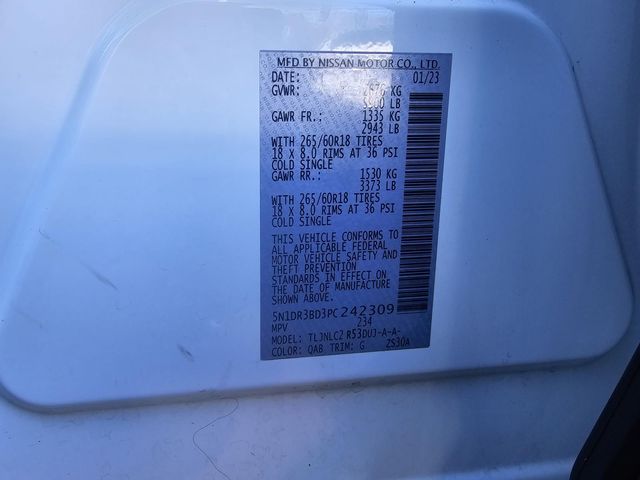 MFD BY NISSAN MOTOR CO., LTD.
DATE: 01/23
GVWR: KG
LB
GAWR FR.: 1335 KG
2943 LB
WITH 265/60R18 TIRES
18 X 8.0 RIMS AT 36 PSI
COLD SINGLE
GAWR RR.: 1530 KG
3373 LB
WITH 265/60R18 TIRES
18 X 8.0 RIMS AT 36 PSI
COLD SINGLE
THIS VEHICLE CONFORMS TO
ALL APPLICABLE FEDERAL
MOTOR VEHICLE SAFETY AND
THEFT PREVENTION
STANDARDS IN EFFECT ON
THE DATE OF MANUFACTURE
SHOWN ABOVE.
5N1DR3BD3PC242309
MPV 234
MODEL: TLJNLC2 R53DUJ-A-A-
COLOR: QAB TRIM: G ZS30A